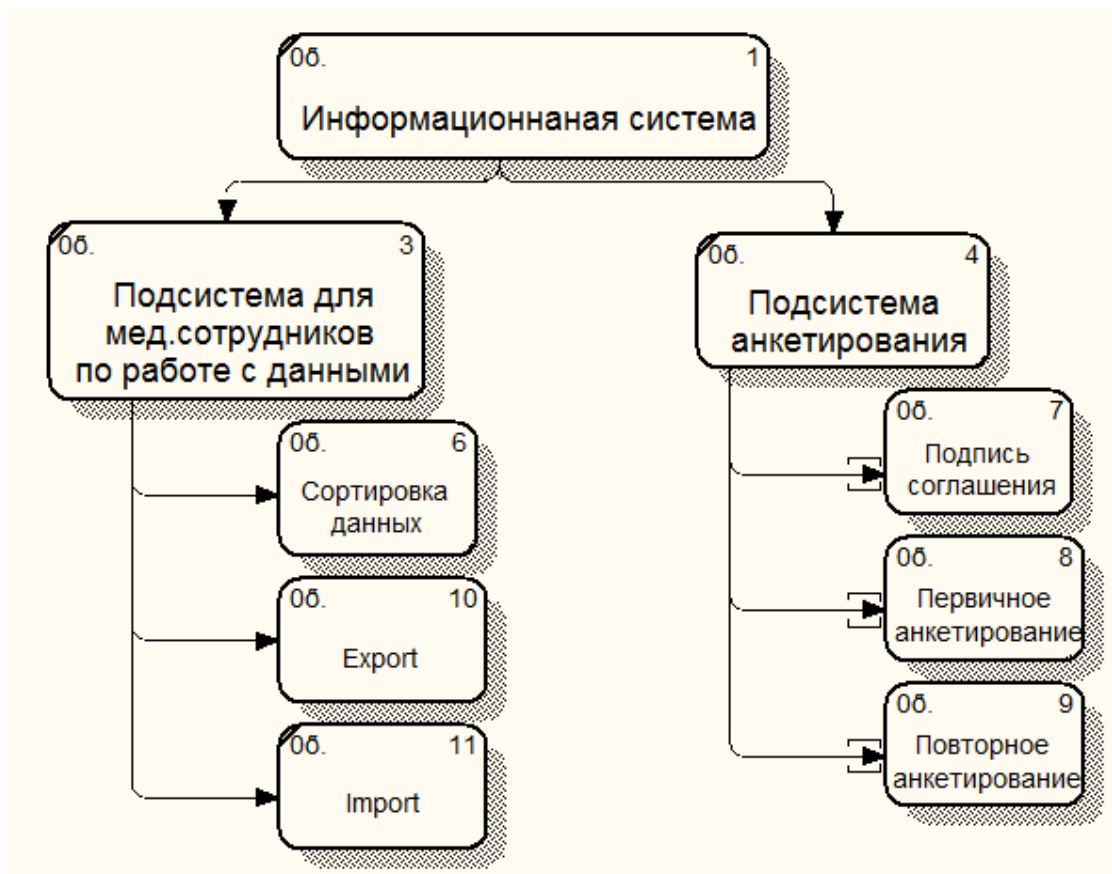 0б. 1
Информационнаная система
0б. 3
Подсистема для
мед.сотрудников
по работе с данными
0б. 4
Подсистема
анкетирования
0б. 6
Сортировка
данных
0б. 10
Export
0б. 11
Import
0б. 7
Подпись
соглашения
0б. 8
Первичное
анкетирование
0б. 9
Повторное
анкетирование